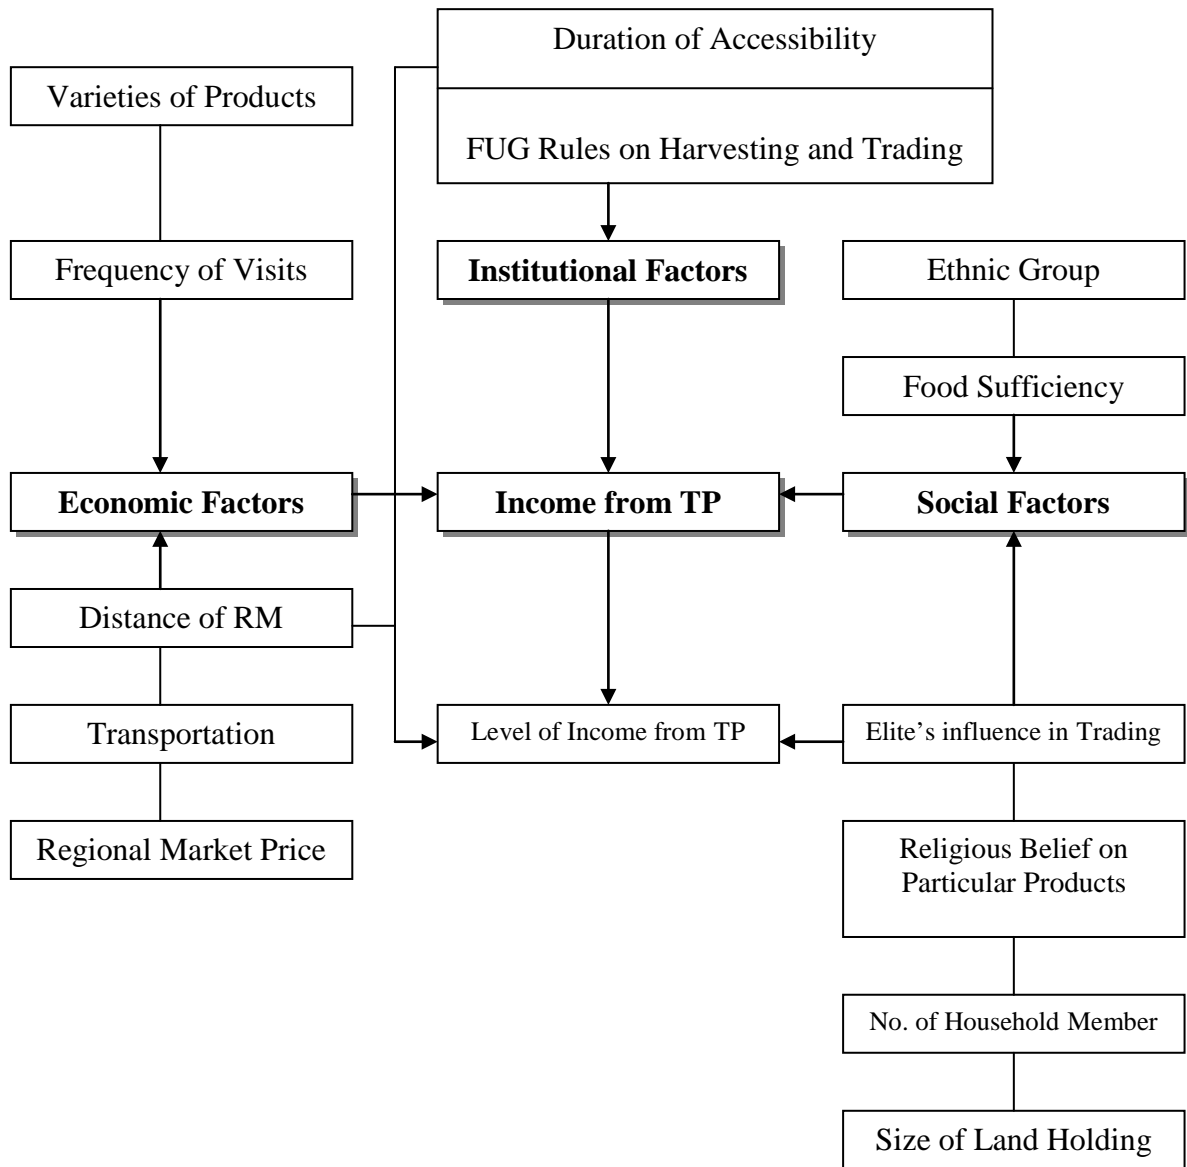 Duration of Accessibility
Varieties of Products
FUG Rules on Harvesting and Trading
Frequency of Visits
Institutional Factors
Ethnic Group
Food Sufficiency
Economic Factors
Income from TP
Social Factors
Distance of RM
Transportation
Level of Income from TP
Elite’s influence in Trading
Regional Market Price
Religious Belief on
Particular Products
No. of Household Member
Size of Land Holding